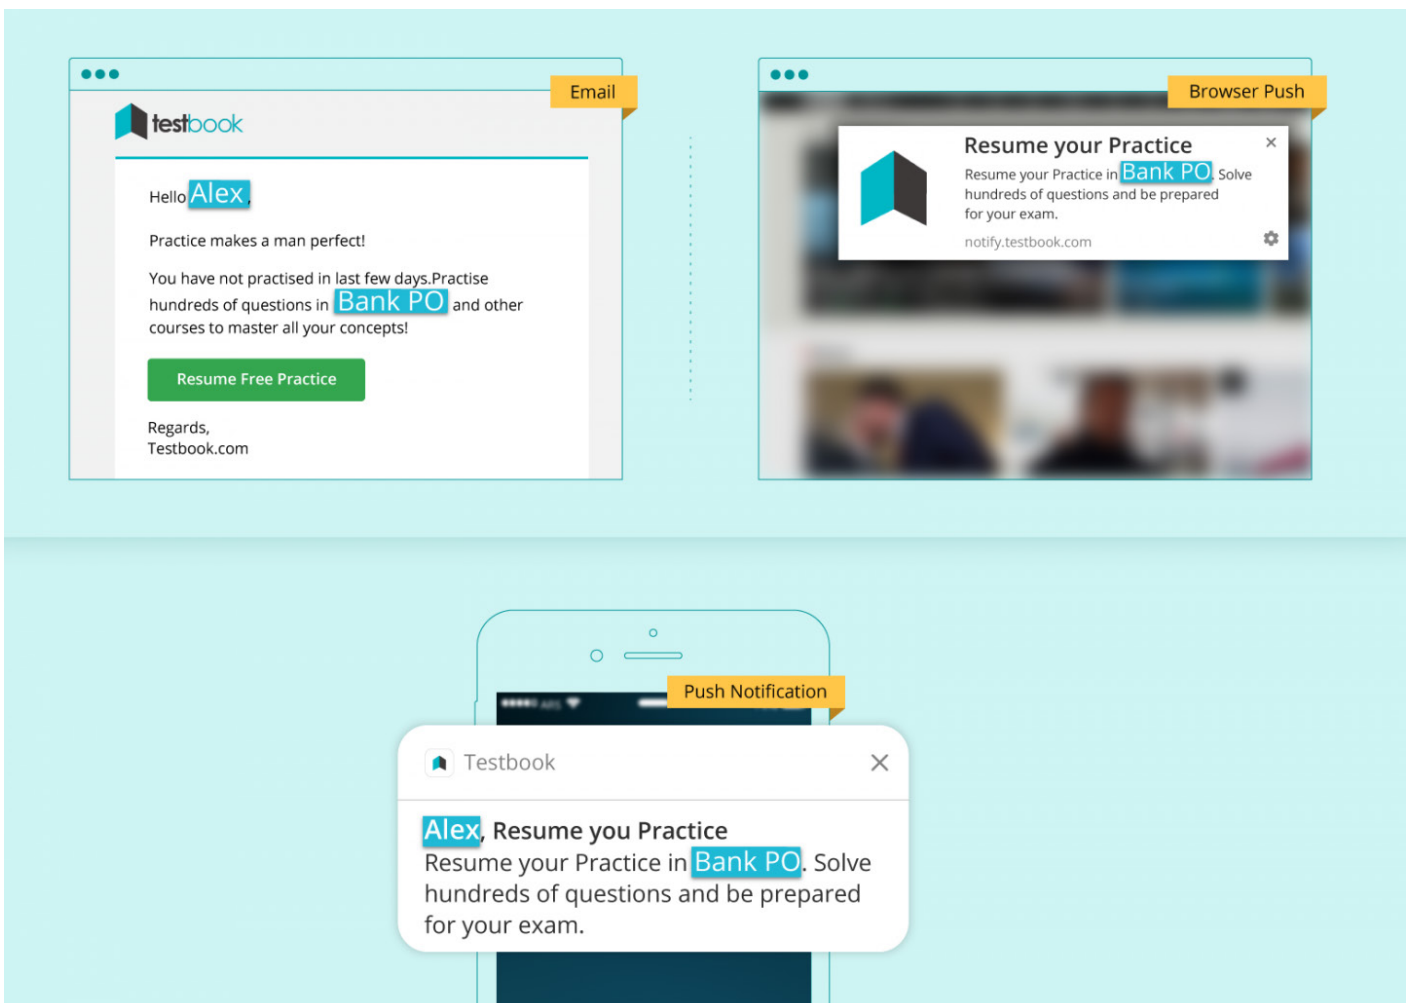 Email
testbook
Hello Alex,
Practice makes a man perfect!
You have not practised in last few days.Practise
hundreds of questions in Bank PO and other
courses to master all your concepts!
Resume Free Practice
Regards,
Testbook.com
Browser Push
Resume your Practice
Resume your Practice in Bank PO. Solve
hundreds of questions and be prepared
for your exam.
notify.testbook.com
Push Notification
Testbook
Alex, Resume you Practice
Resume your Practice in Bank PO. Solve
hundreds of questions and be prepared
for your exam.